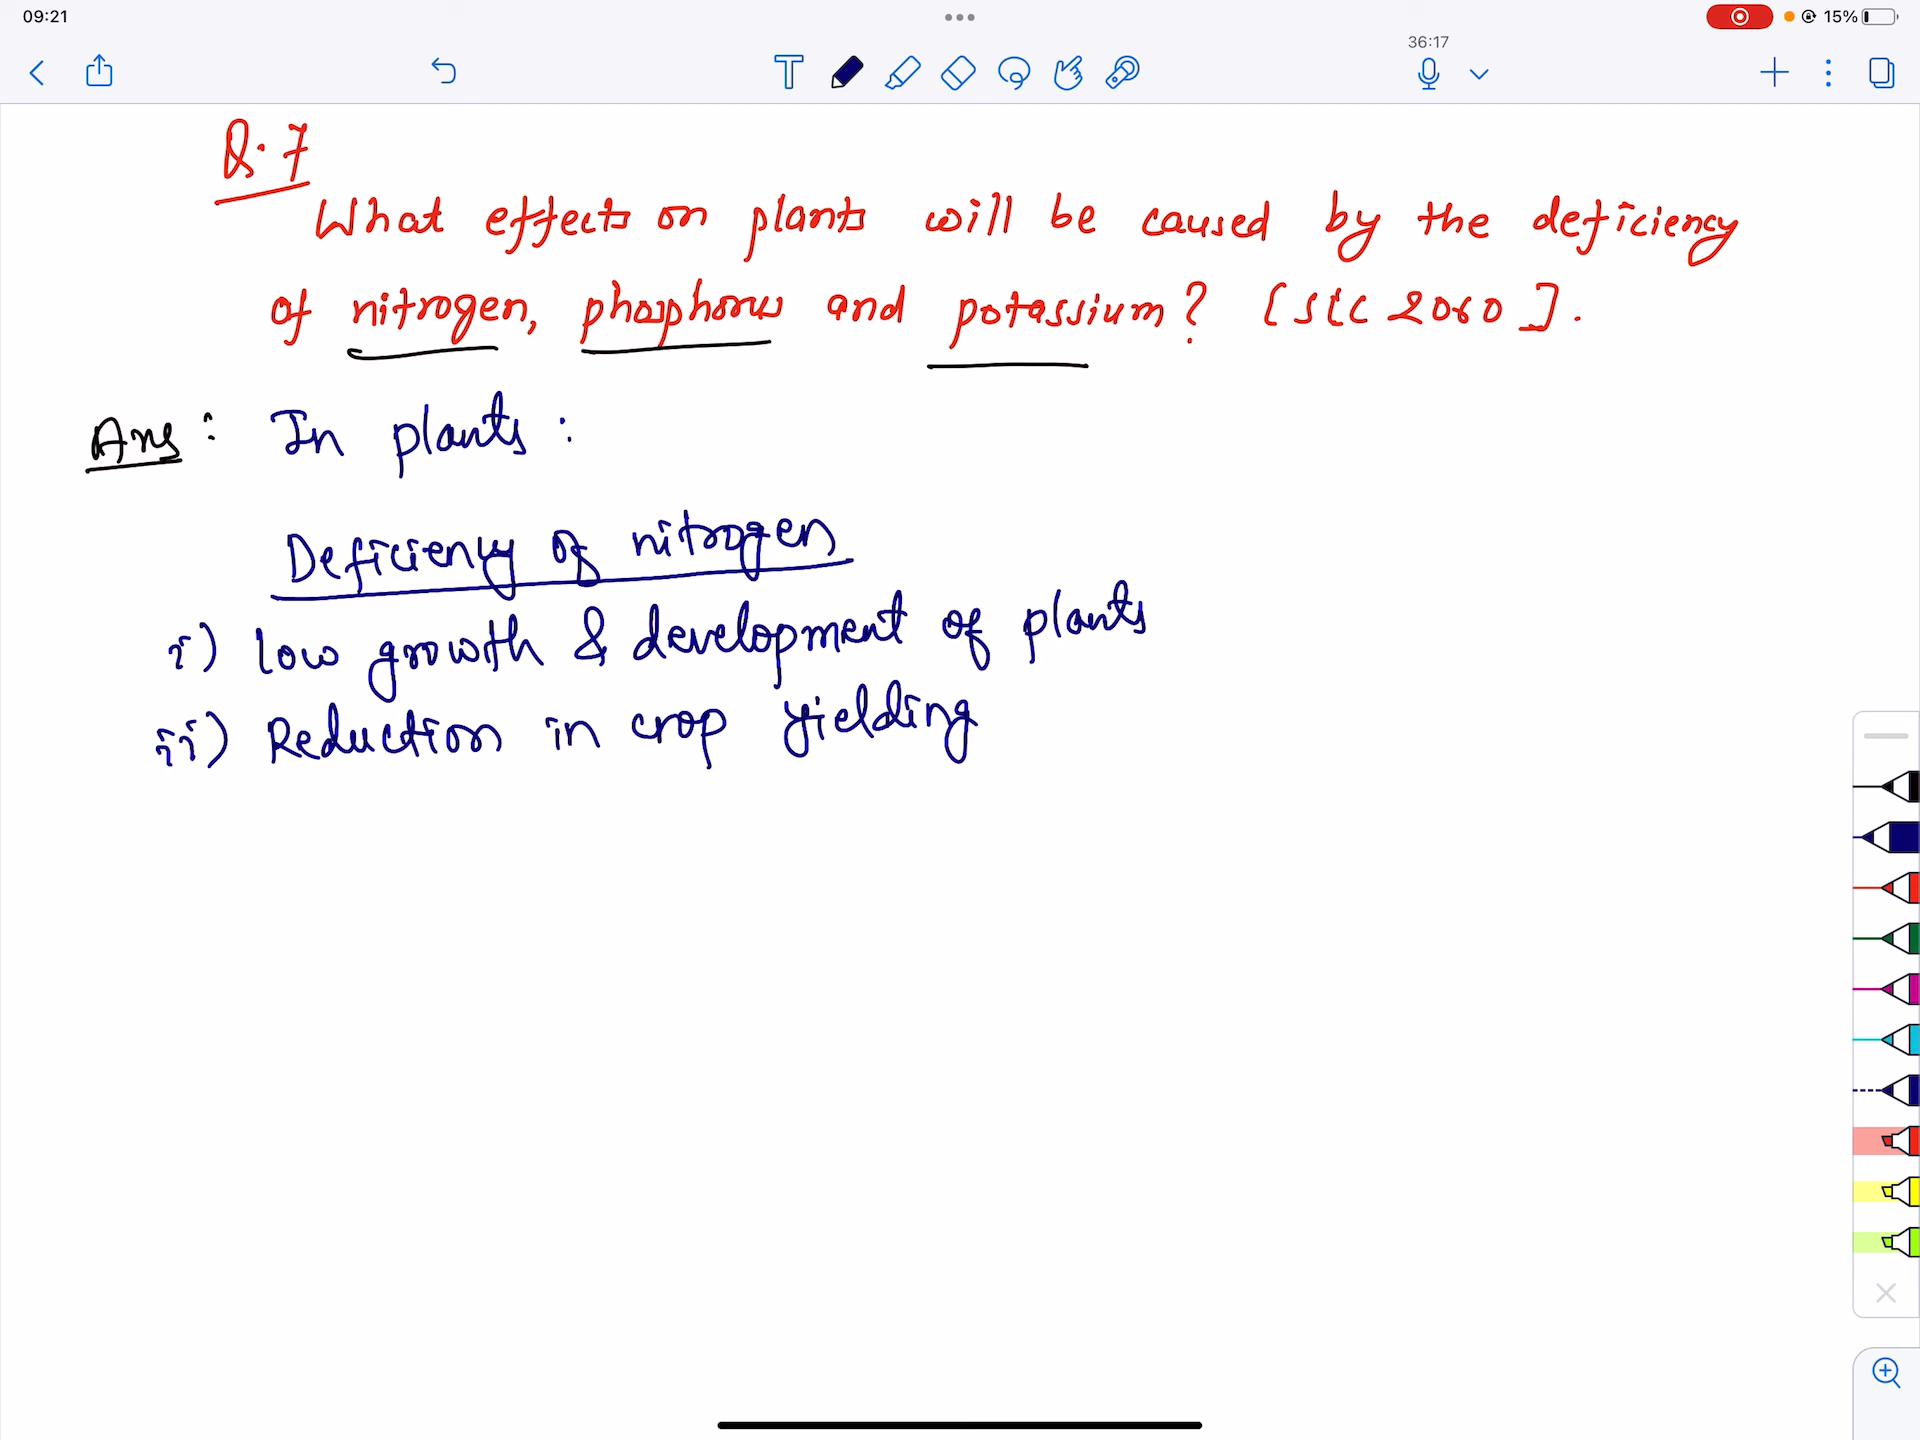 09:21
15%
36:17
Q.7
What effects on plants will be caused by the deficiency
of nitrogen, phosphorus and potassium? [SLC 2060].
Ans: In plants:
Deficiency of nitrogen
i) Low growth & development of plants
ii) Reduction in crop yielding